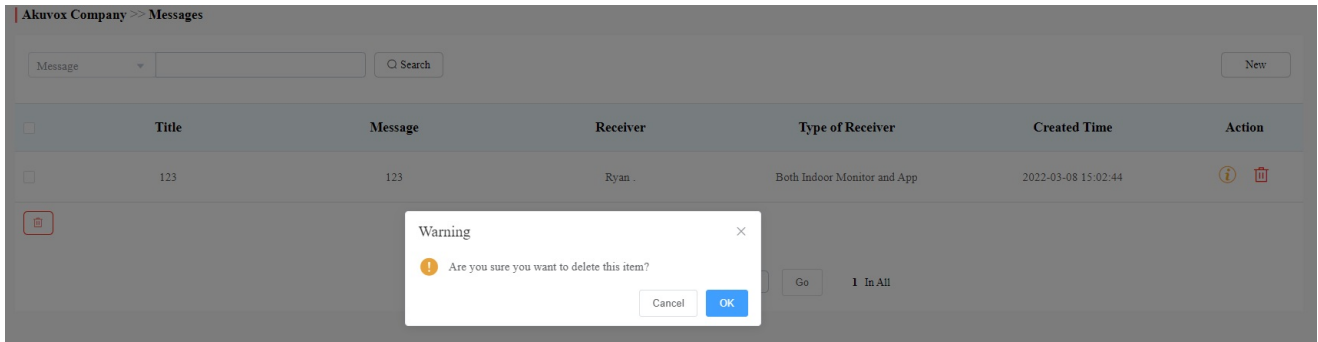 Akuvox Company >> Messages
Message
Search
New
Title Message Receiver Type of Receiver Created Time Action
123 123 Ryan . Both Indoor Monitor and App 2022-03-08 15:02:44
Warning
Are you sure you want to delete this item?
Go 1 In All
Cancel OK